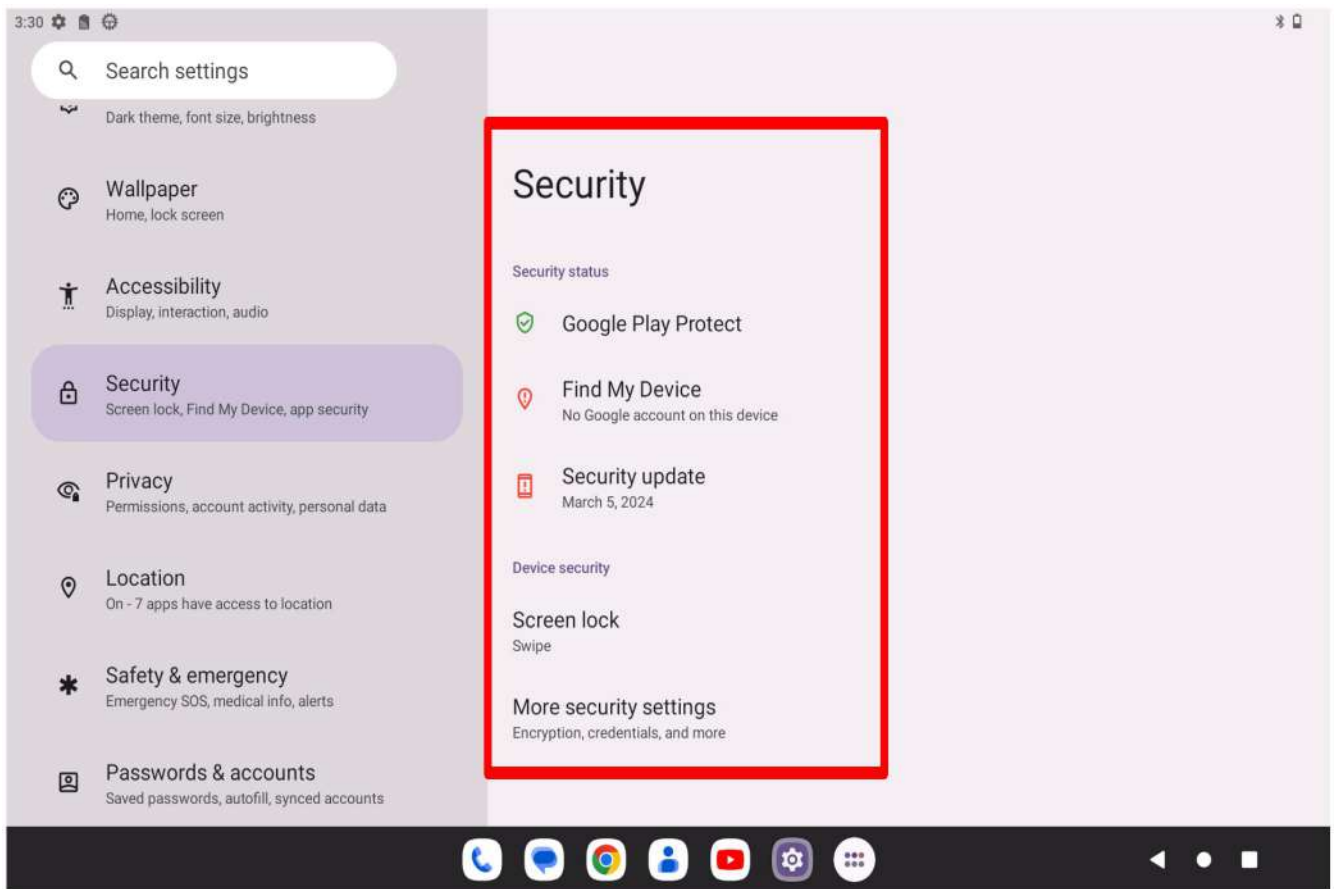 3:30
Search settings
Dark theme, font size, brightness
Wallpaper
Home, lock screen
Accessibility
Display, interaction, audio
Security
Screen lock, Find My Device, app security
Privacy
Permissions, account activity, personal data
Location
On - 7 apps have access to location
Safety & emergency
Emergency SOS, medical info, alerts
Passwords & accounts
Saved passwords, autofill, synced accounts
Security
Security status
Google Play Protect
Find My Device
No Google account on this device
Security update
March 5, 2024
Device security
Screen lock
Swipe
More security settings
Encryption, credentials, and more